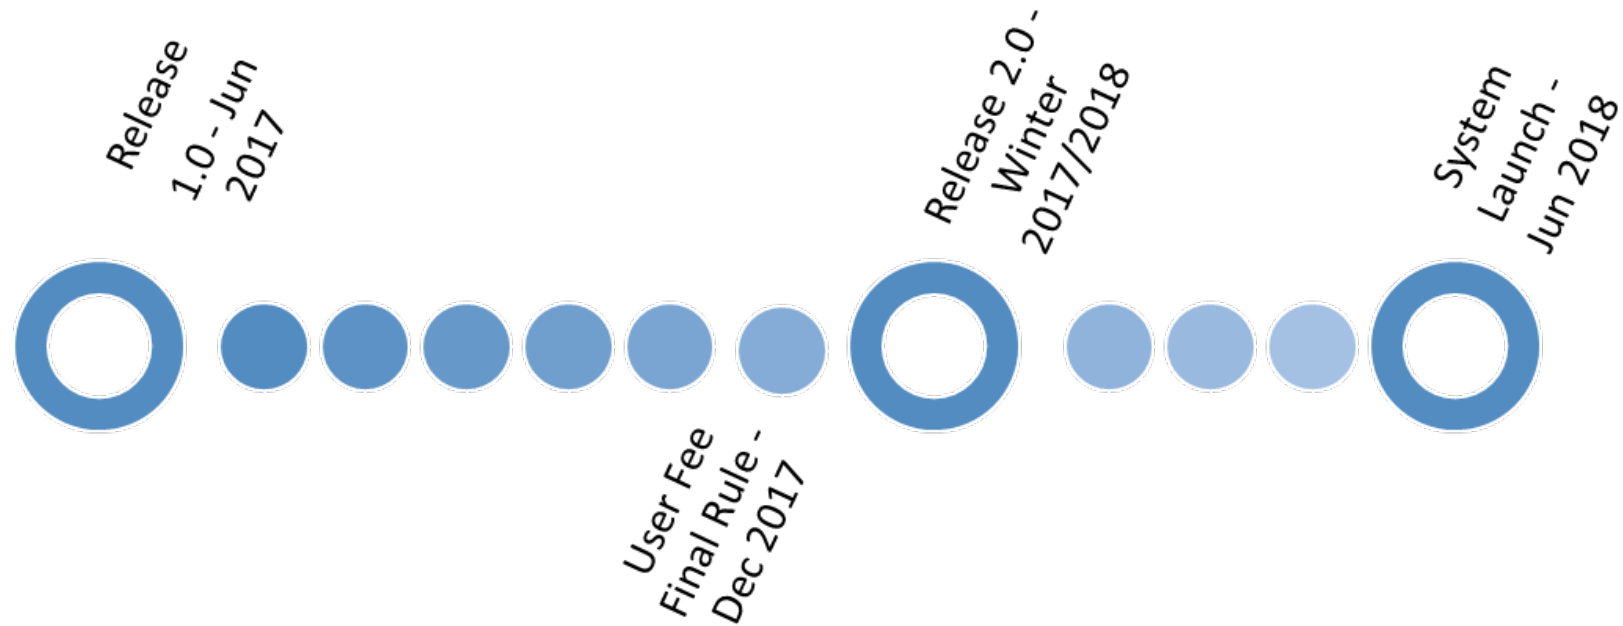 Release
1.0 - Jun
2017
User Fee
Final Rule -
Dec 2017
Release 2.0 -
Winter
2017/2018
System
Launch -
Jun 2018